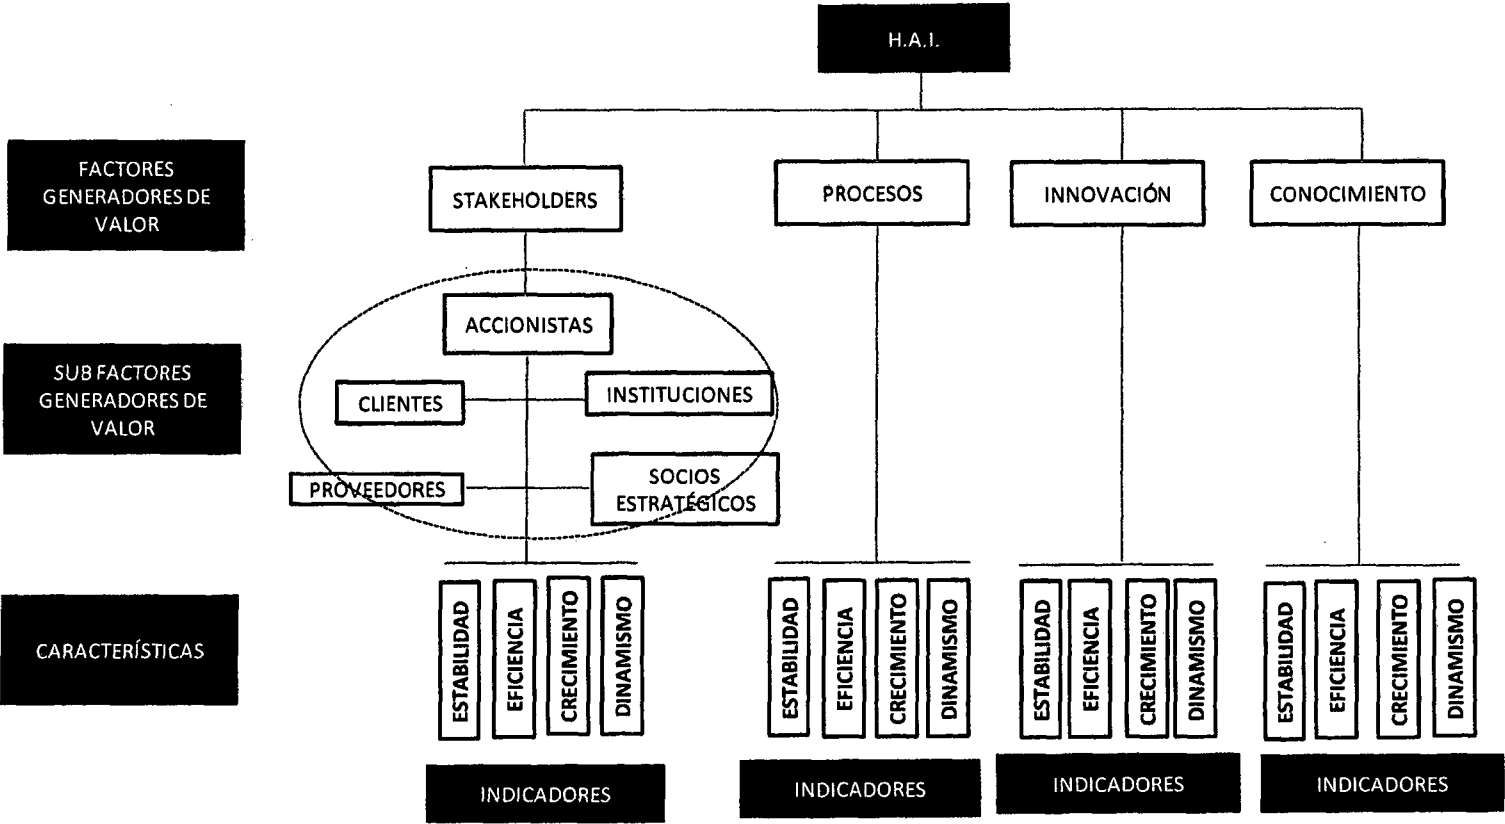 H.A.I.
FACTORES
GENERADORES DE
VALOR
STAKEHOLDERS
PROCESOS
INNOVACIÓN
CONOCIMIENTO
SUB FACTORES
GENERADORES DE
VALOR
ACCIONISTAS
CLIENTES
INSTITUCIONES
PROVEEDORES
SOCIOS
ESTRATÉGICOS
CARACTERÍSTICAS
ESTABILIDAD
EFICIENCIA
CRECIMIENTO
DINAMISMO
ESTABILIDAD
EFICIENCIA
CRECIMIENTO
DINAMISMO
ESTABILIDAD
EFICIENCIA
CRECIMIENTO
DINAMISMO
ESTABILIDAD
EFICIENCIA
CRECIMIENTO
DINAMISMO
INDICADORES
INDICADORES
INDICADORES
INDICADORES